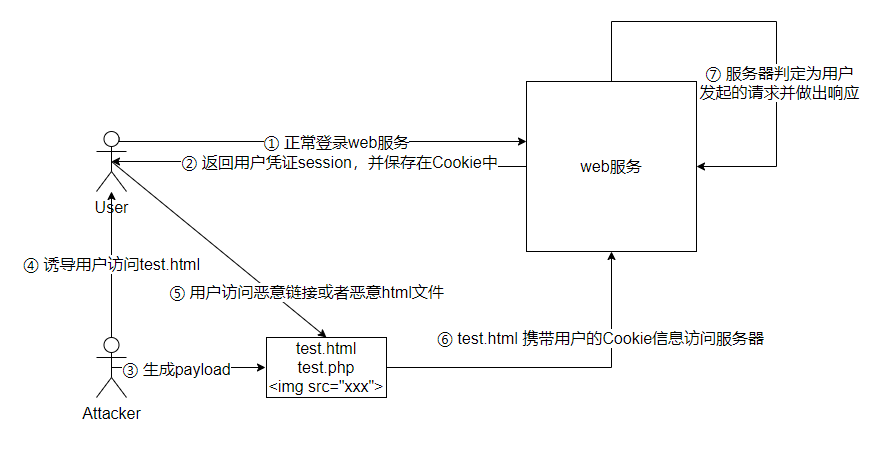 ⑦ 服务器判定为用户
发起的请求并做出响应
① 正常登录web服务
② 返回用户凭证session，并保存在Cookie中
web服务
User
④ 诱导用户访问test.html
⑤ 用户访问恶意链接或者恶意html文件
⑥ test.html 携带用户的Cookie信息访问服务器
test.html
test.php
<img src="xxx">
③ 生成payload
Attacker